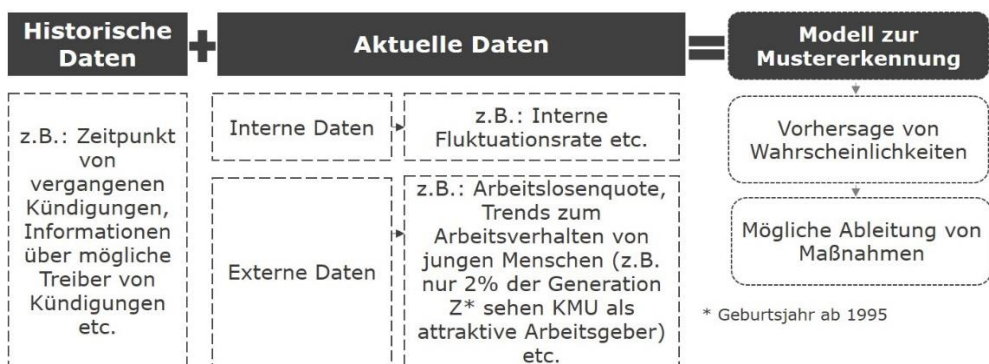 Historische
Daten
+
Aktuelle Daten
=
Modell zur
Mustererkennung
z.B.: Zeitpunkt
von
vergangenen
Kündigungen,
Informationen
über mögliche
Treiber von
Kündigungen
etc.
Interne Daten
z.B.: Interne
Fluktuationsrate etc.
Externe Daten
z.B.: Arbeitslosenquote,
Trends zum
Arbeitsverhalten von
jungen Menschen (z.B.
nur 2% der Generation
Z* sehen KMU als
attraktive Arbeitsgeber)
etc.
Vorhersage von
Wahrscheinlichkeiten
Mögliche Ableitung von
Maßnahmen
* Geburtsjahr ab 1995